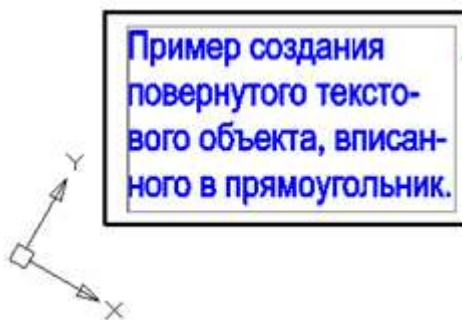 Пример создания
повернутого тексто-
вого объекта, вписан-
ного в прямоугольник.
Y
X